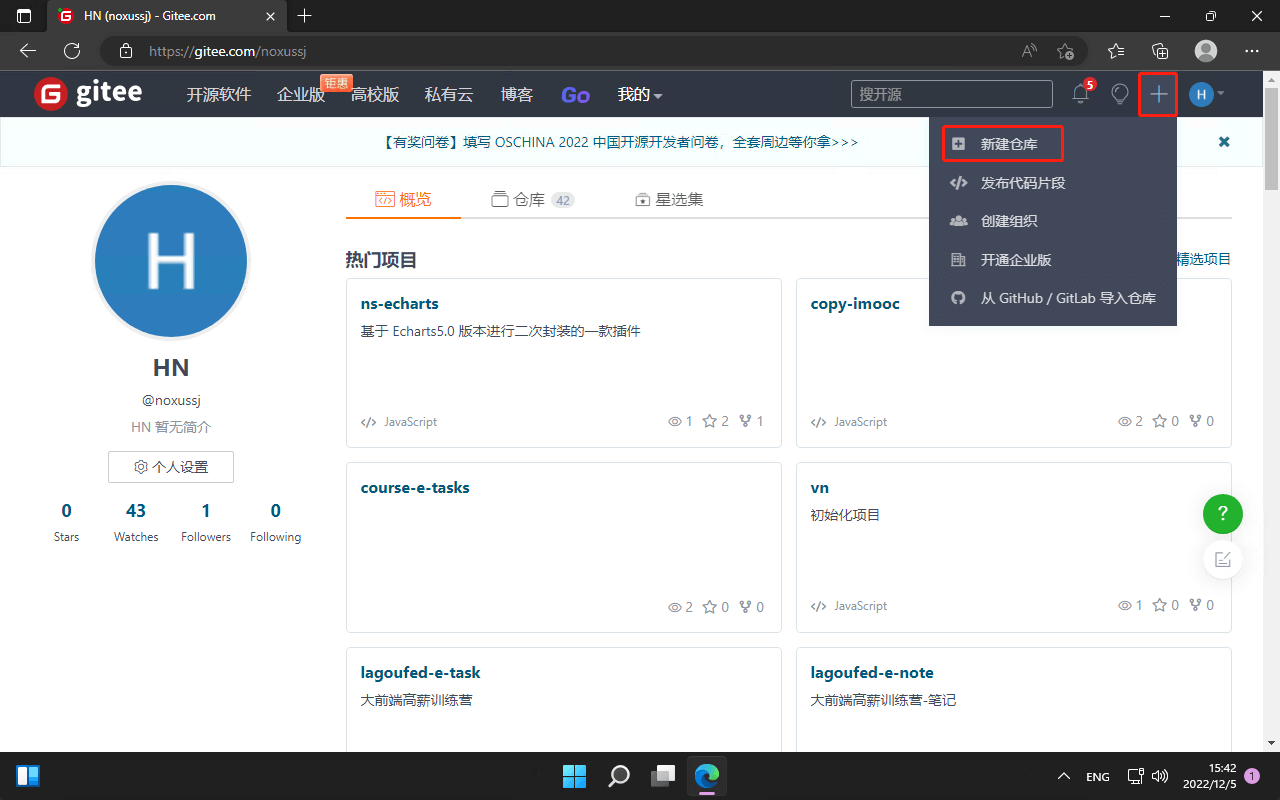 HN (noxussj) - Gitee.com
https://gitee.com/noxussj
gitee 开源软件 企业版 钜惠 高校版 私有云 博客 Go 我的 搜开源 5 H
【有奖问卷】填写 OSCHINA 2022 中国开源开发者问卷，全套周边等你拿>>>
新建仓库
发布代码片段
创建组织
开通企业版
从 GitHub / GitLab 导入仓库
H
HN
@noxussj
HN 暂无简介
个人设置
0 43 1 0
Stars Watches Followers Following
概览 仓库 42 星选集
热门项目 精选项目
ns-echarts
基于 Echarts5.0 版本进行二次封装的一款插件
JavaScript 1 2 1
copy-imooc
JavaScript 2 0 0
course-e-tasks
2 0 0
vn
初始化项目
JavaScript 1 0 0
lagoufed-e-task
大前端高薪训练营
lagoufed-e-note
大前端高薪训练营-笔记
?
ENG
15:42
2022/12/5
1